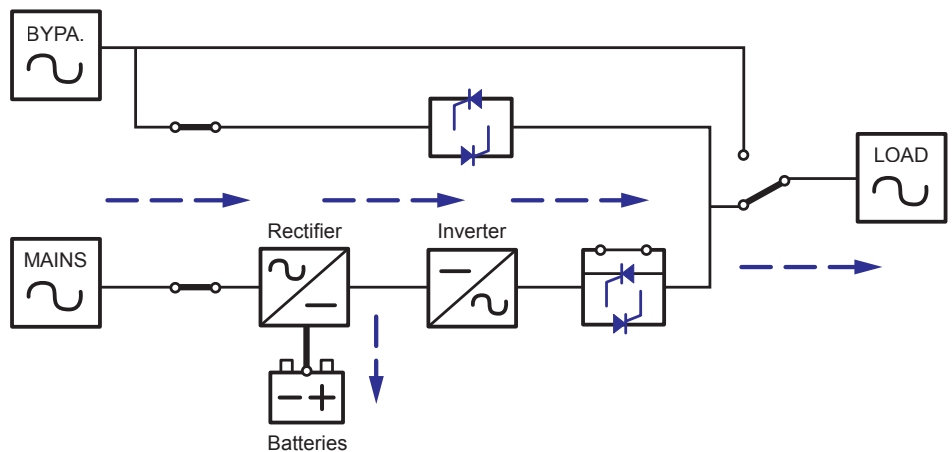 BYPA.
LOAD
Rectifier
Inverter
MAINS
Batteries